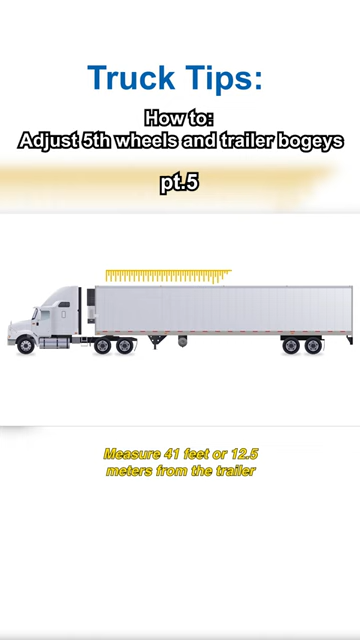 Truck Tips:
How to:
Adjust 5th wheels and trailer bogeys
pt.5
Measure 41 feet or 12.5
meters from the trailer